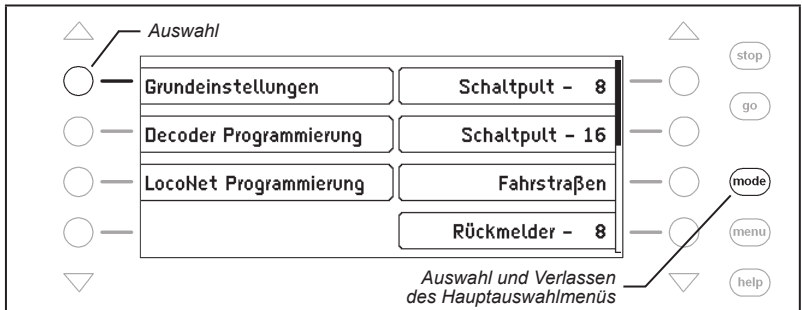 Auswahl
stop
Grundeinstellungen
Schaltpult - 8
go
Decoder Programmierung
Schaltpult - 16
LocoNet Programmierung
Fahrstraßen
mode
Rückmelder - 8
menu
Auswahl und Verlassen
des Hauptauswahlmenüs
help